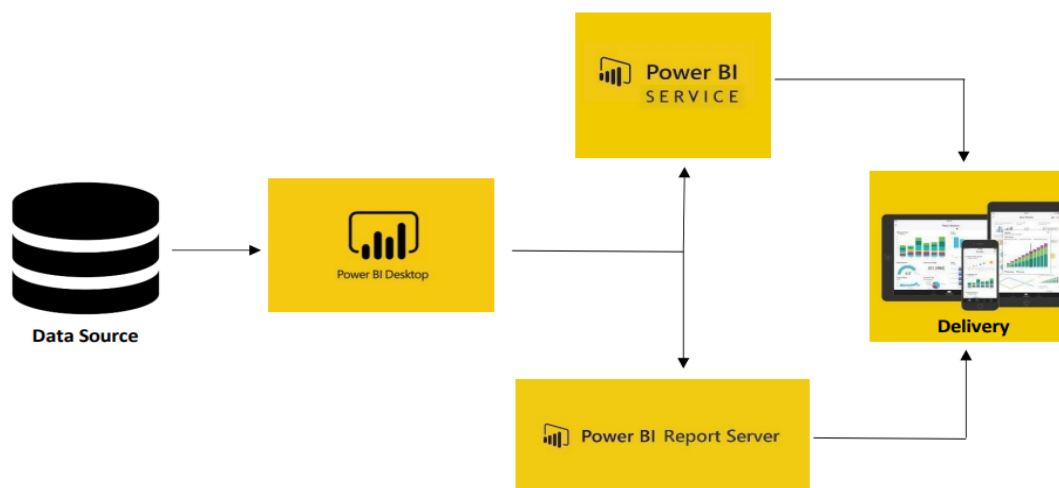 Power BI
SERVICE
Power BI Desktop
Data Source
Delivery
Power BI Report Server